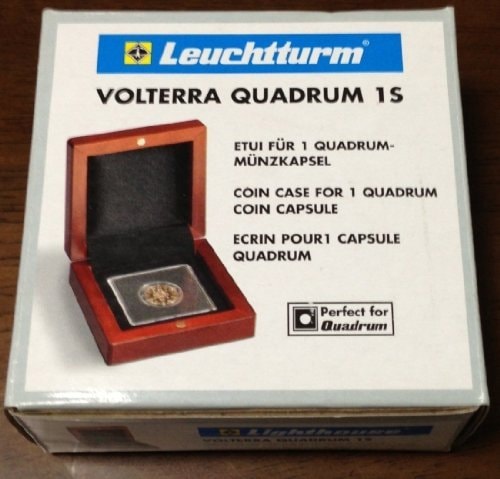 Leuchtturm®
VOLTERRA QUADRUM 1S
ETUI FÜR 1 QUADRUM-
MÜNZKAPSEL
COIN CASE FOR 1 QUADRUM
COIN CAPSULE
ECRIN POUR1 CAPSULE
QUADRUM
Perfect for
Quadrum
Lighthouse
VOLTERRA QUADRUM 1S